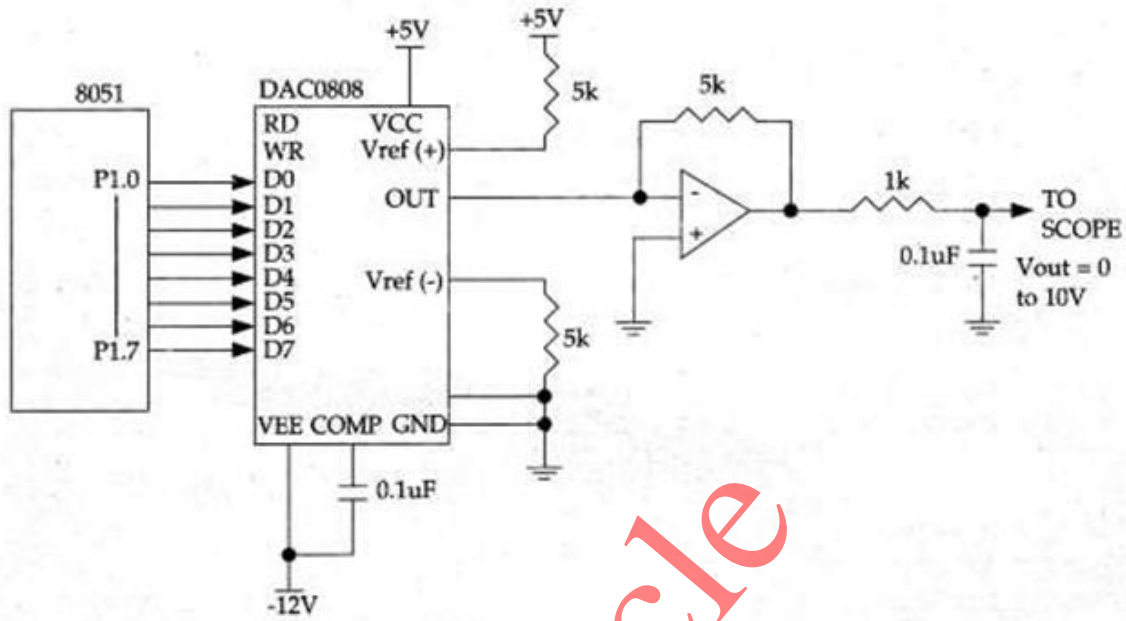 +5V
+5V
8051
DAC0808
5k
5k
RD
VCC
WR
Vref (+)
P1.0
D0
D1
OUT
-
1k
TO
SCOPE
D2
+
D3
0.1uF
Vout = 0
to 10V
D4
Vref (-)
D5
D6
5k
P1.7
D7
VEE
COMP
GND
0.1uF
-12V
cle